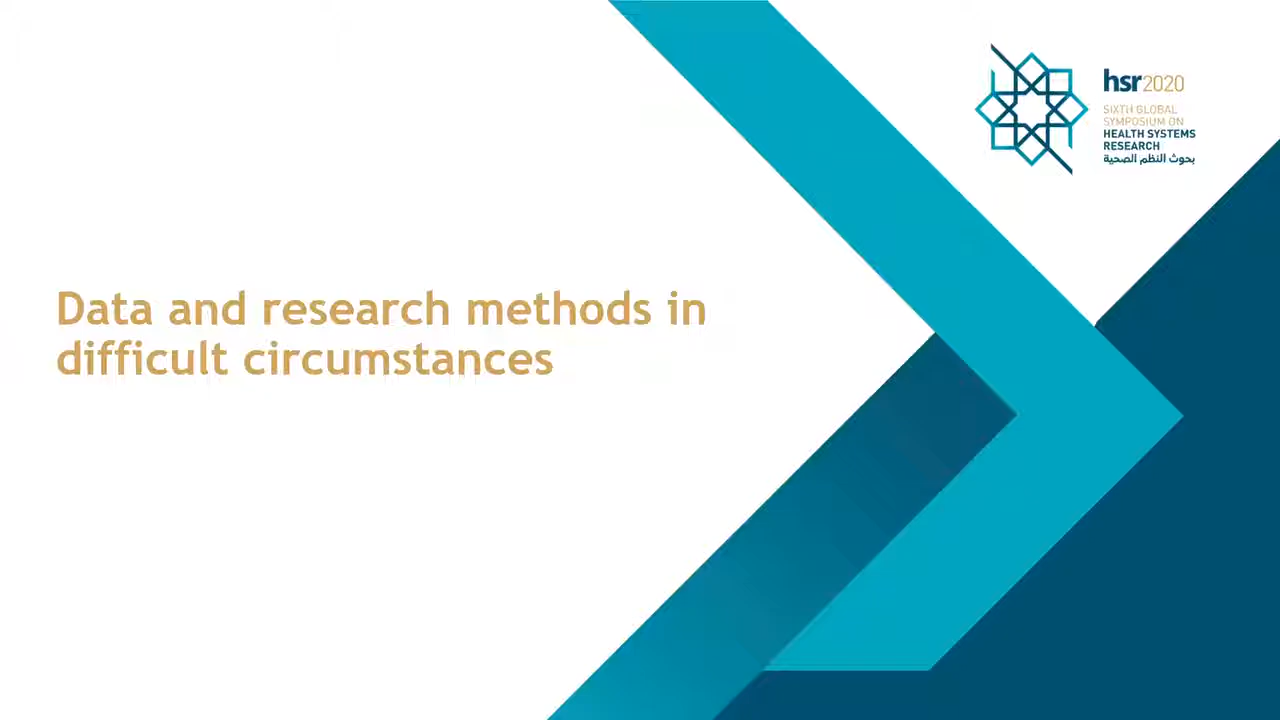 hsr2020
SIXTH GLOBAL
SYMPOSIUM ON
HEALTH SYSTEMS
RESEARCH
بحوث النظم الصحية
Data and research methods in
difficult circumstances